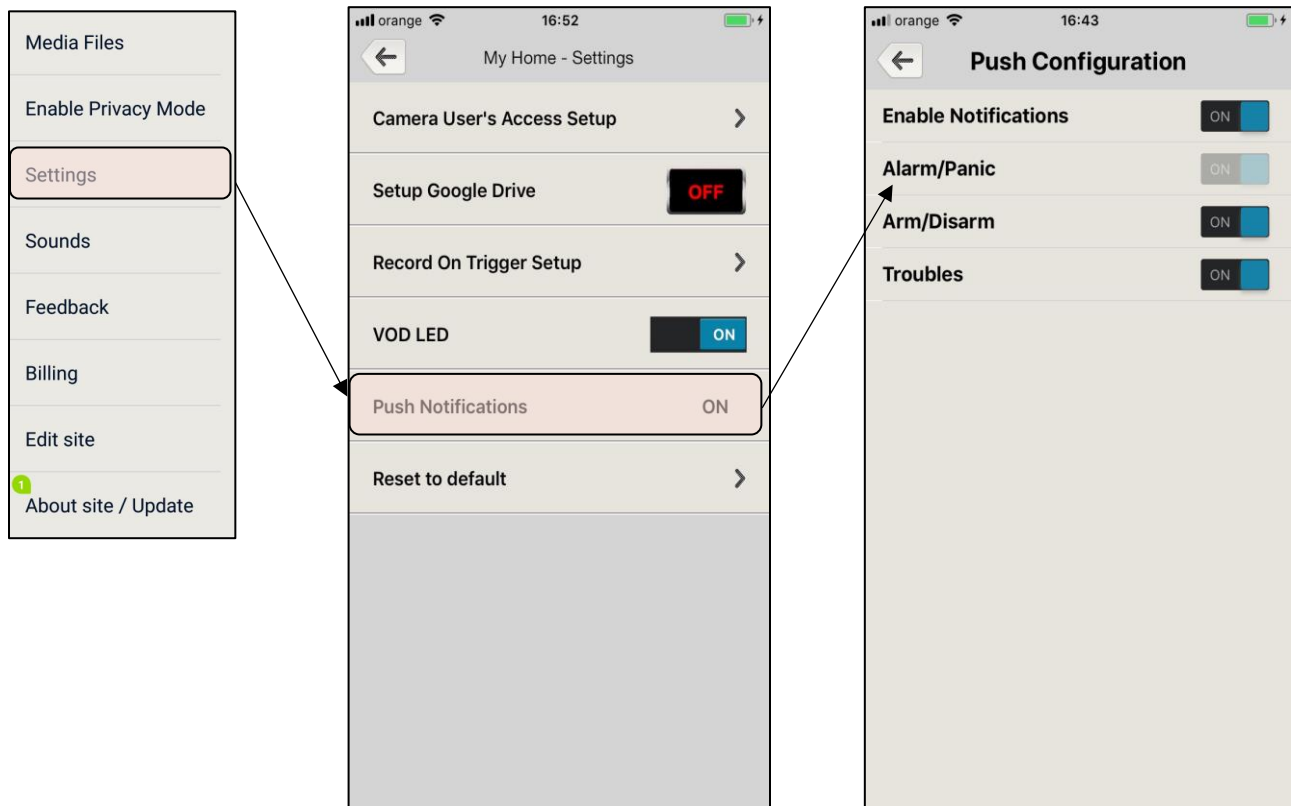 Media Files
Enable Privacy Mode
Settings
Sounds
Feedback
Billing
Edit site
1
About site / Update
orange 16:52
My Home - Settings
Camera User's Access Setup
Setup Google Drive OFF
Record On Trigger Setup
VOD LED ON
Push Notifications ON
Reset to default
orange 16:43
Push Configuration
Enable Notifications ON
Alarm/Panic ON
Arm/Disarm ON
Troubles ON